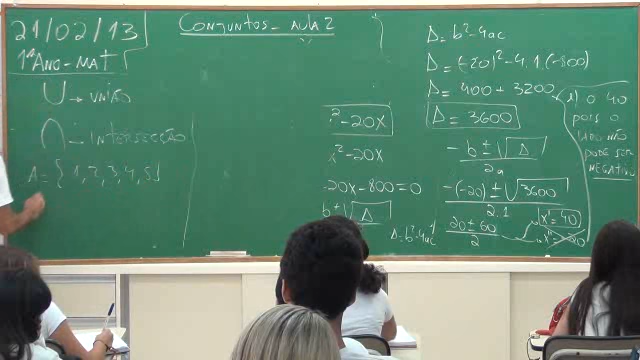 21/02/13
1º ANO - MAT
CONJUNTOS - AULA 2
∪ → UNIÃO
∩ → INTERSECÇÃO
A = { 1, 2, 3, 4, 5 }
² - 20x
x² - 20x
-20x - 800 = 0
b ± √Δ
Δ = b² - 4ac
Δ = b² - 4ac
Δ = (-20)² - 4.1.(-800)
Δ = 400 + 3200
Δ = 3600
-b ± √Δ
2a
-(-20) ± √3600
2.1
20 ± 60
2
x' = 40
x'' = -20
O 40
POIS O
LADO NÃO
PODE SER
NEGATIVO